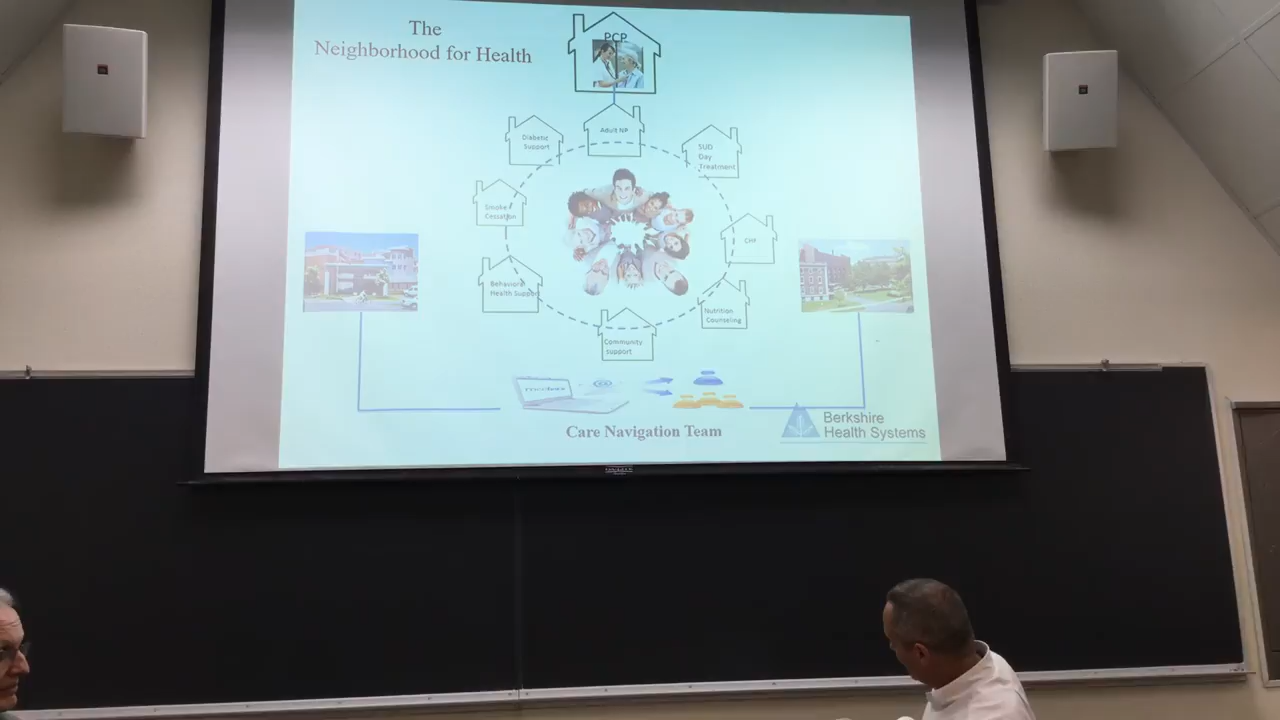 The
Neighborhood for Health
PCP
Adult NP
Diabetic
Support
SUD
Day
Treatment
Smoke
Cessation
CHF
Behavioral
Health Support
Nutrition
Counseling
Community
support
Care Navigation Team
Berkshire
Health Systems